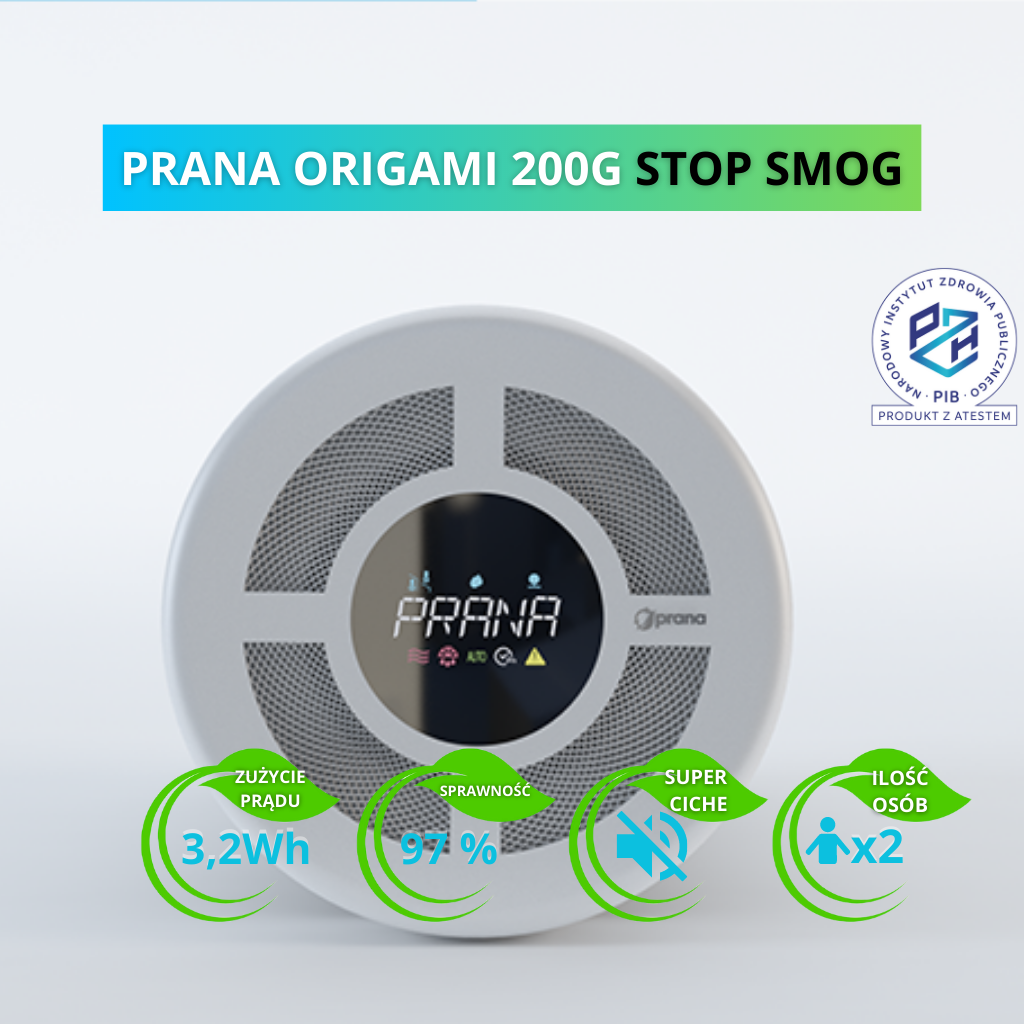 PRANA ORIGAMI 200G STOP SMOG
NARODOWY INSTYTUT ZDROWIA PUBLICZNEGO
PZH
· PIB ·
PRODUKT Z ATESTEM
PRANA
prana
AUTO
ZUŻYCIE
PRĄDU
3,2Wh
SPRAWNOŚĆ
97 %
SUPER
CICHE
ILOŚĆ
OSÓB
x2